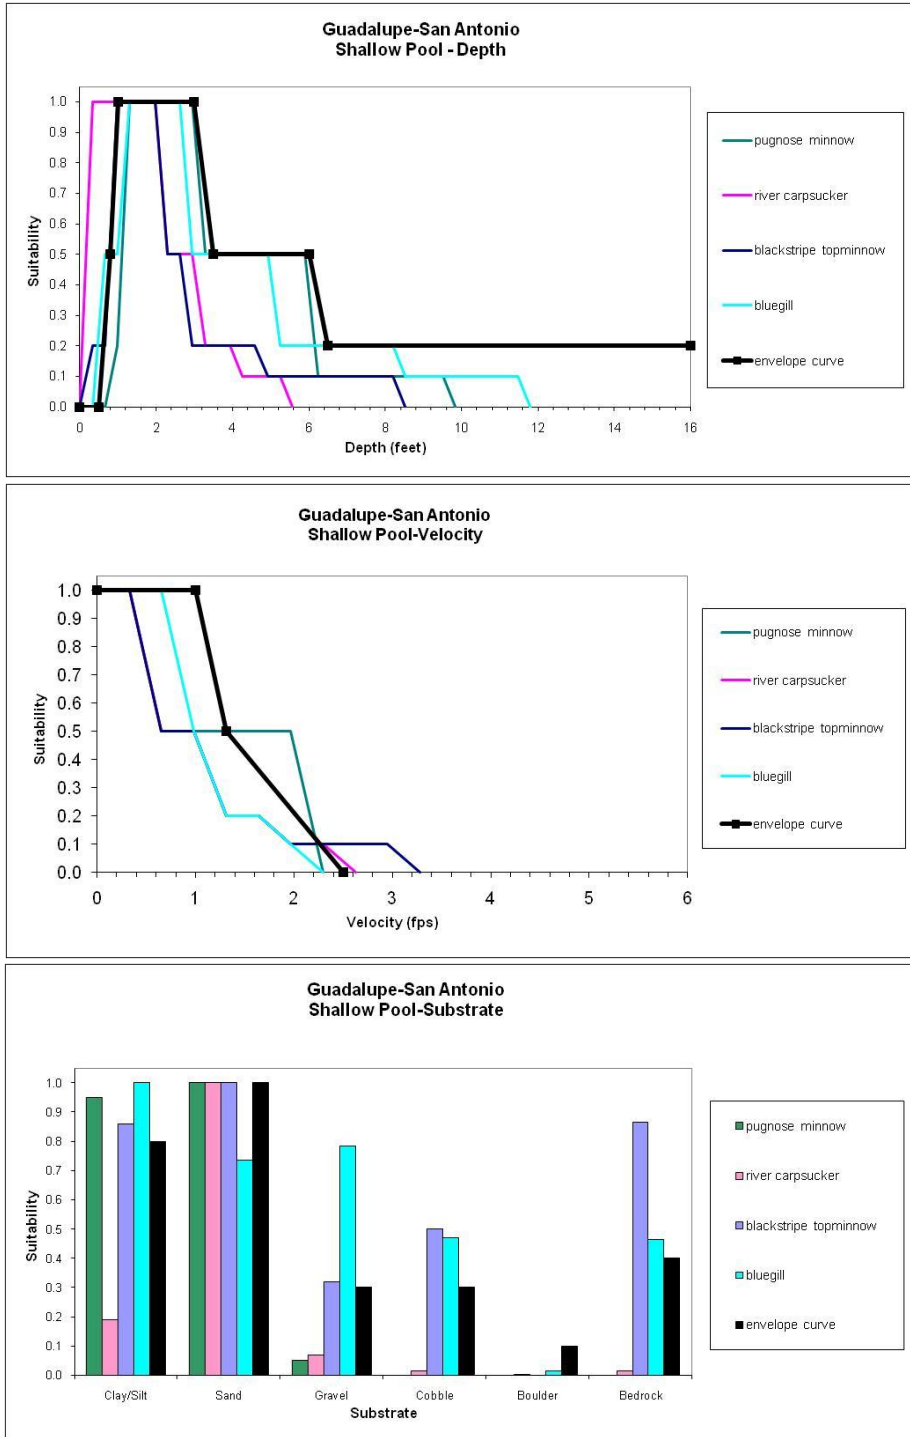 Guadalupe-San Antonio
Shallow Pool - Depth
1.0
0.9
0.8
0.7
0.6
0.5
0.4
0.3
0.2
0.1
0.0
Suitability
0 2 4 6 8 10 12 14 16
Depth (feet)
pugnose minnow
river carpsucker
blackstripe topminnow
bluegill
envelope curve
Guadalupe-San Antonio
Shallow Pool-Velocity
1.0
0.9
0.8
0.7
0.6
0.5
0.4
0.3
0.2
0.1
0.0
Suitability
0 1 2 3 4 5 6
Velocity (fps)
pugnose minnow
river carpsucker
blackstripe topminnow
bluegill
envelope curve
Guadalupe-San Antonio
Shallow Pool-Substrate
1.0
0.9
0.8
0.7
0.6
0.5
0.4
0.3
0.2
0.1
0.0
Suitability
Clay/Silt Sand Gravel Cobble Boulder Bedrock
Substrate
pugnose minnow
river carpsucker
blackstripe topminnow
bluegill
envelope curve